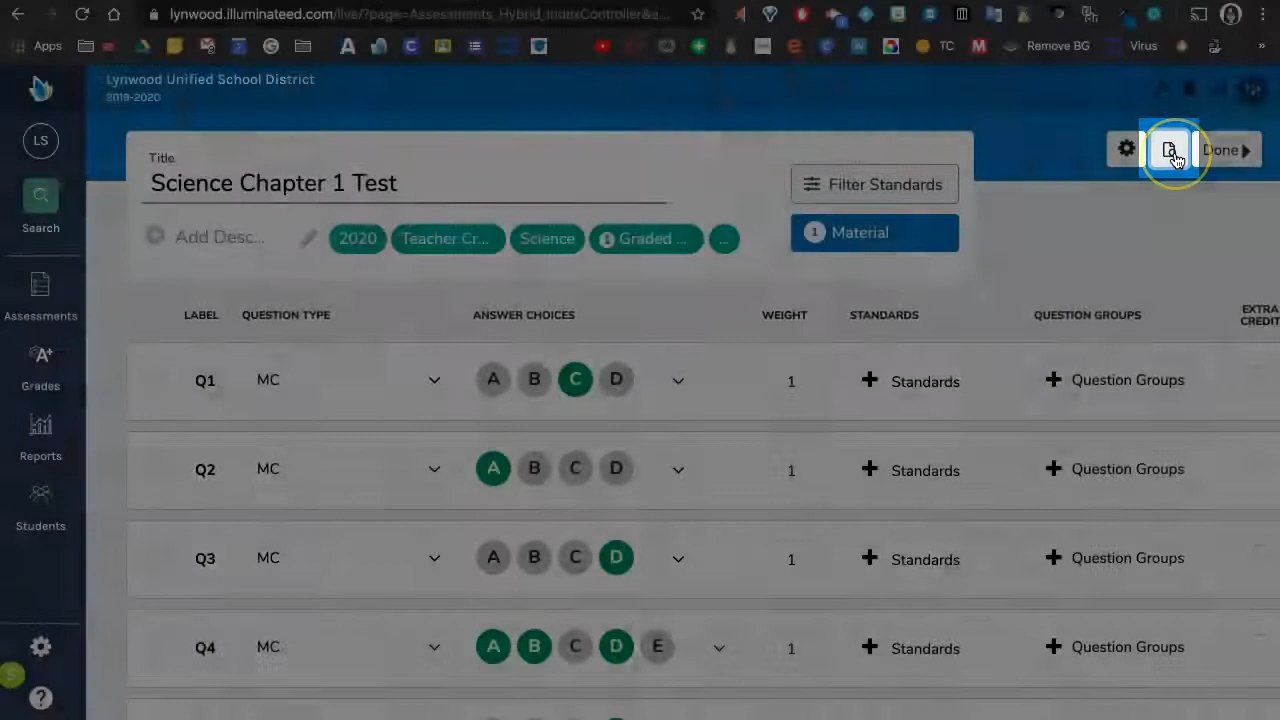 lynwood.illuminateed.com/live/?page=Assessments_Hybrid_IndexController&a...
Apps
TC
Remove BG
Virus
»
Lynwood Unified School District
2019-2020
LS
Search
Assessments
Grades
Reports
Students
Title
Science Chapter 1 Test
Filter Standards
Done
Add Desc...
2020
Teacher Cr...
Science
1 Graded ...
...
1 Material
LABEL QUESTION TYPE ANSWER CHOICES WEIGHT STANDARDS QUESTION GROUPS EXTRA CREDIT
Q1 MC A B C D 1 + Standards + Question Groups
Q2 MC A B C D 1 + Standards + Question Groups
Q3 MC A B C D 1 + Standards + Question Groups
Q4 MC A B C D E 1 + Standards + Question Groups
S